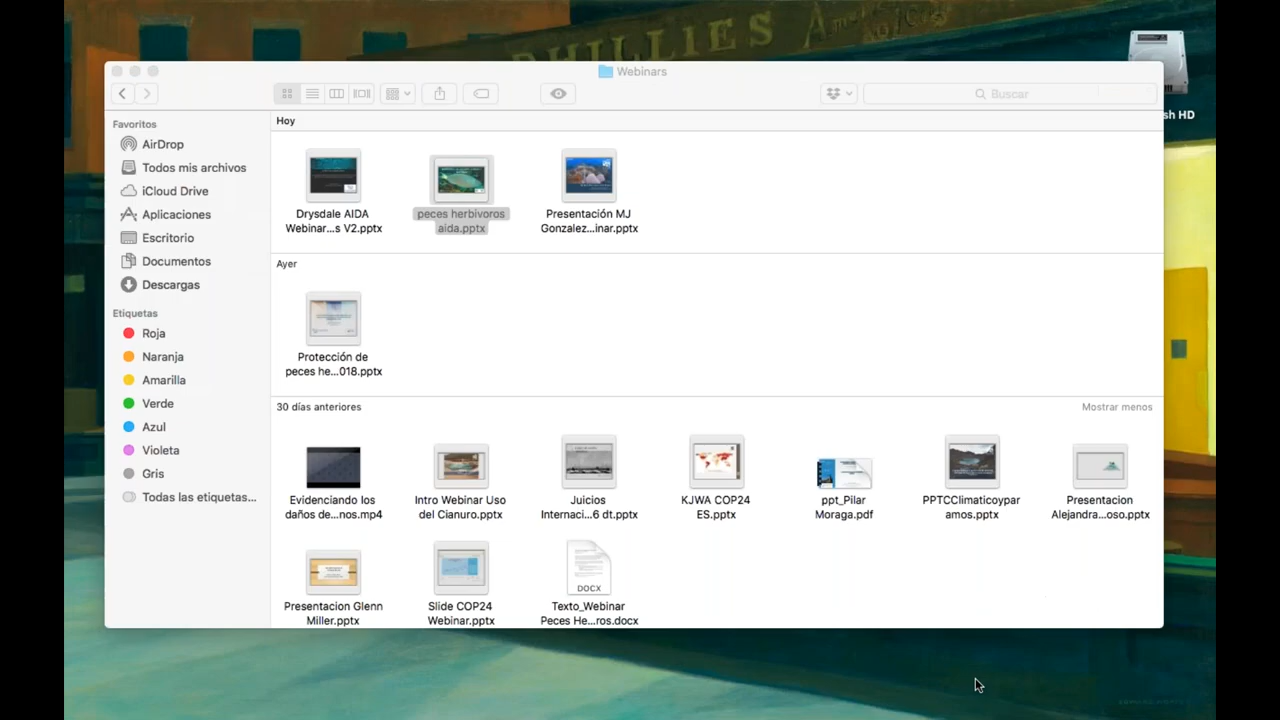 PHILLIES
Webinars
Buscar
sh HD
Favoritos
AirDrop
Todos mis archivos
iCloud Drive
Aplicaciones
Escritorio
Documentos
Descargas
Etiquetas
Roja
Naranja
Amarilla
Verde
Azul
Violeta
Gris
Todas las etiquetas...
Hoy
Drysdale AIDA
Webinar...s V2.pptx
peces herbivoros
aida.pptx
Presentación MJ
Gonzalez...inar.pptx
Ayer
Protección de
peces he...018.pptx
30 días anteriores
Mostrar menos
Evidenciando los
daños de...nos.mp4
Intro Webinar Uso
del Cianuro.pptx
Juicios
Internaci...6 dt.pptx
KJWA COP24
ES.pptx
ppt_Pilar
Moraga.pdf
PPTCClimaticoypar
amos.pptx
Presentacion
Alejandra...oso.pptx
Presentacion Glenn
Miller.pptx
Slide COP24
Webinar.pptx
DOCX
Texto_Webinar
Peces He...ros.docx